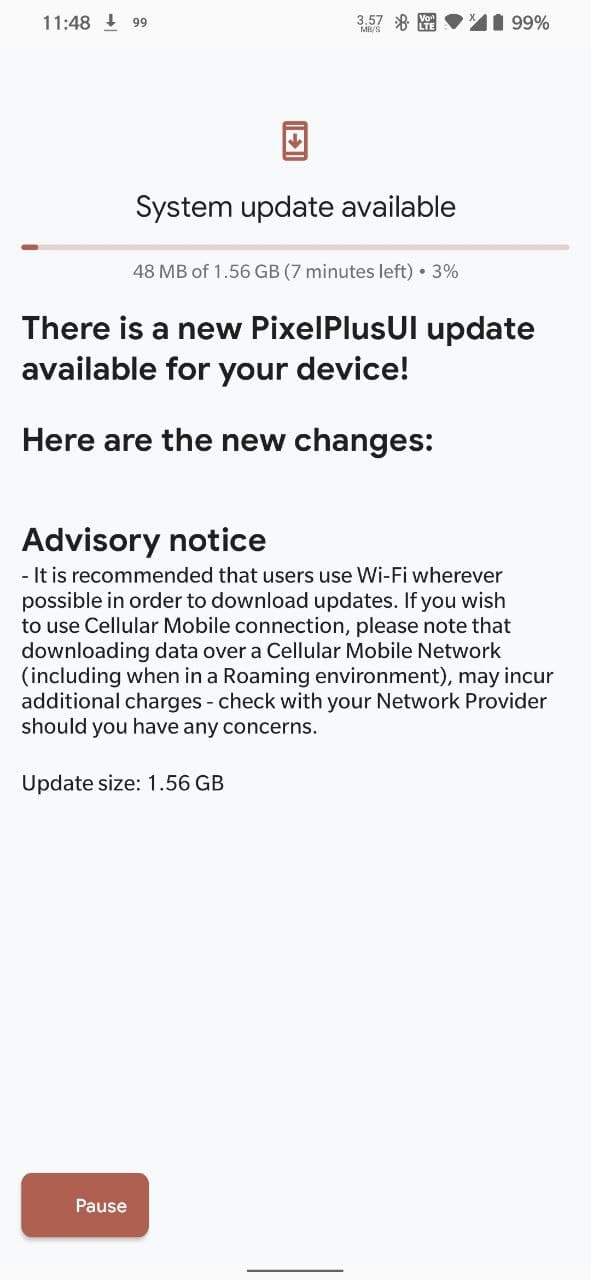 11:48 99 3.57 MB/S Vo)) LTE X 99%
System update available
48 MB of 1.56 GB (7 minutes left) • 3%
There is a new PixelPlusUI update
available for your device!
Here are the new changes:
Advisory notice
- It is recommended that users use Wi-Fi wherever
possible in order to download updates. If you wish
to use Cellular Mobile connection, please note that
downloading data over a Cellular Mobile Network
(including when in a Roaming environment), may incur
additional charges - check with your Network Provider
should you have any concerns.
Update size: 1.56 GB
Pause